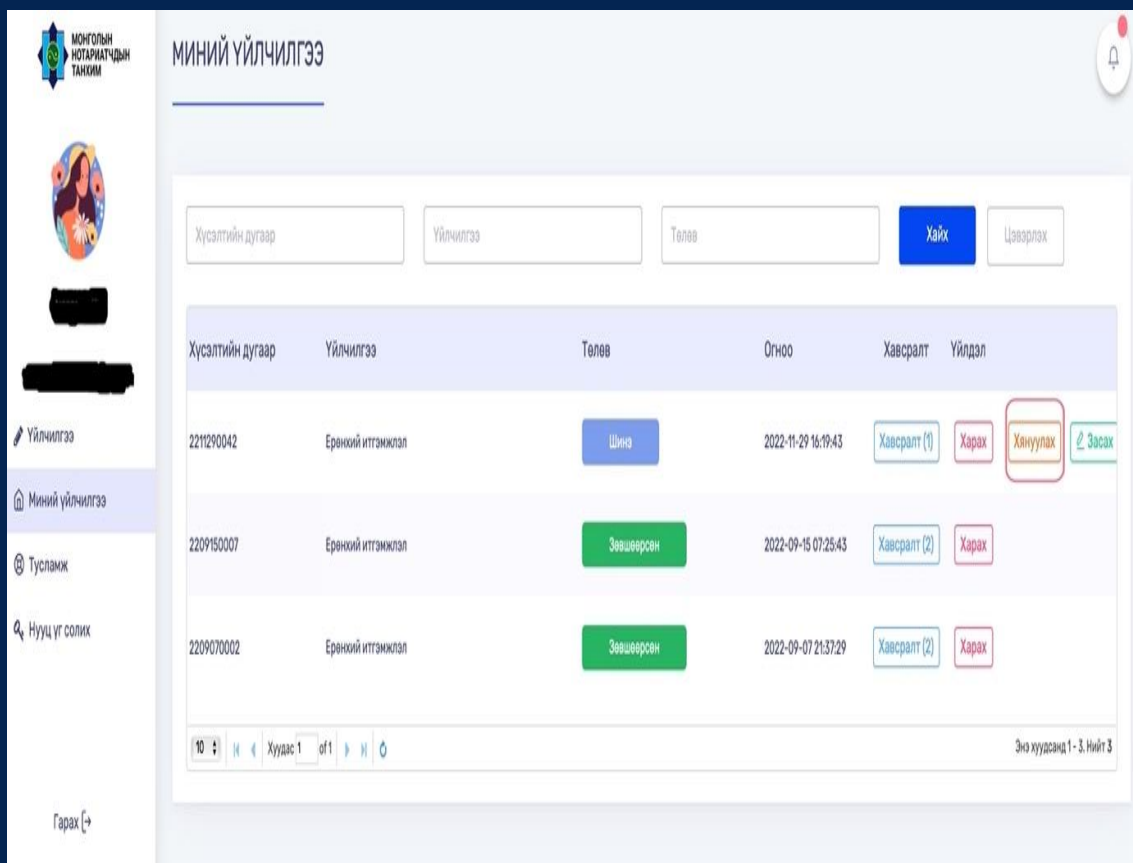 МОНГОЛЫН
НОТАРИАТЧДЫН
ТАНХИМ
МИНИЙ ҮЙЛЧИЛГЭЭ
Хүсэлтийн дугаар Үйлчилгээ Төлөв Хайх Цэвэрлэх
Хүсэлтийн дугаар Үйлчилгээ Төлөв Огноо Хавсралт Үйлдэл
2211290042 Ерөнхий итгэмжлэл Шинэ 2022-11-29 16:19:43 Хавсралт (1) Харах Хянуулах Засах
2209150007 Ерөнхий итгэмжлэл Зөвшөөрсөн 2022-09-15 07:25:43 Хавсралт (2) Харах
2209070002 Ерөнхий итгэмжлэл Зөвшөөрсөн 2022-09-07 21:37:29 Хавсралт (2) Харах
10 Хуудас 1 of 1 Энэ хуудсанд 1 - 3. Нийт 3
Үйлчилгээ
Миний үйлчилгээ
Тусламж
Нууц үг солих
Гарах